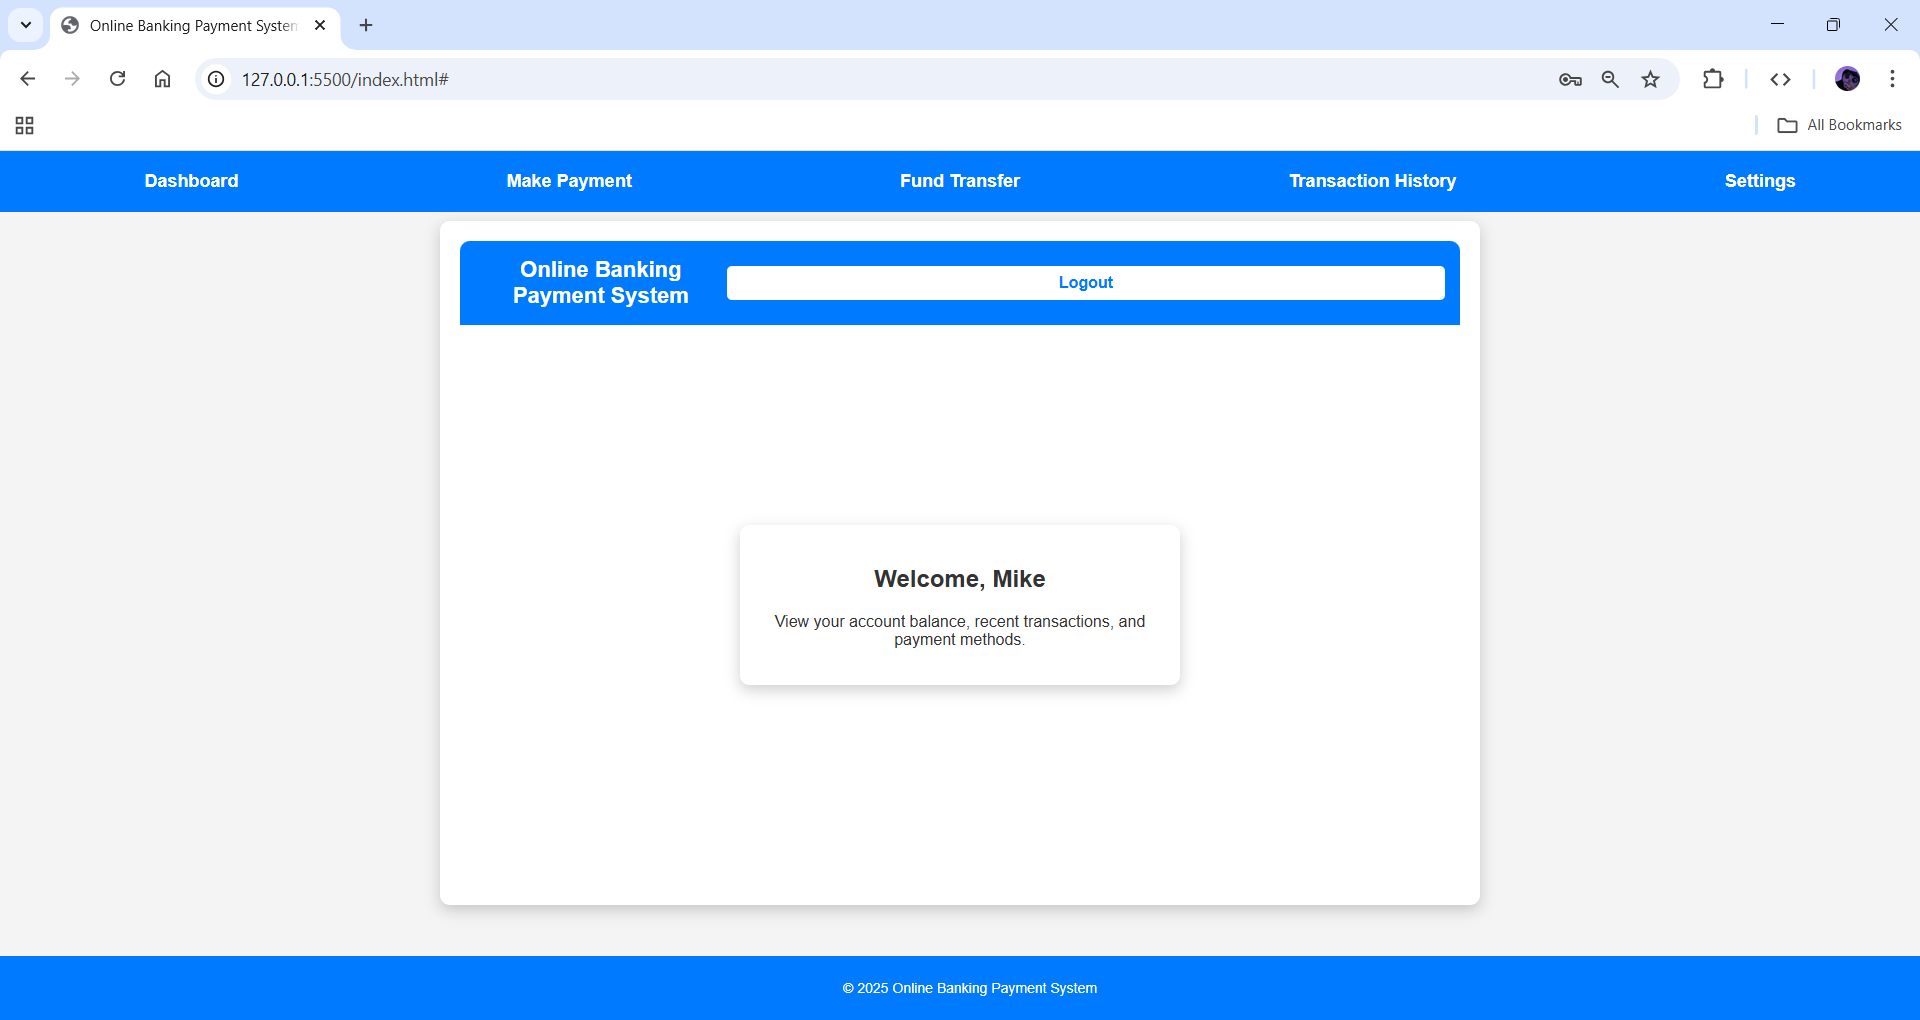 Online Banking Payment System
127.0.0.1:5500/index.html#
All Bookmarks
Dashboard Make Payment Fund Transfer Transaction History Settings
Online Banking
Payment System
Logout
Welcome, Mike
View your account balance, recent transactions, and
payment methods.
© 2025 Online Banking Payment System